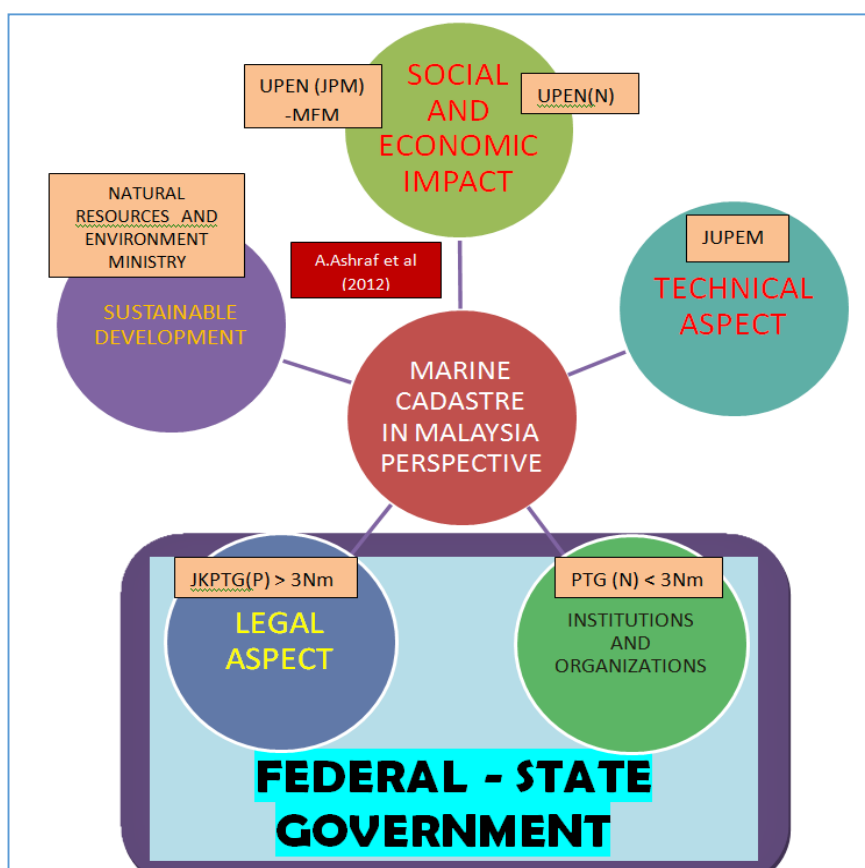 UPEN (JPM)
-MFM
SOCIAL
AND
ECONOMIC
IMPACT
UPEN(N)
NATURAL
RESOURCES AND
ENVIRONMENT
MINISTRY
SUSTAINABLE
DEVELOPMENT
A.Ashraf et al
(2012)
JUPEM
TECHNICAL
ASPECT
MARINE
CADASTRE
IN MALAYSIA
PERSPECTIVE
JKPTG(P) > 3Nm
LEGAL
ASPECT
PTG (N) < 3Nm
INSTITUTIONS
AND
ORGANIZATIONS
FEDERAL - STATE
GOVERNMENT